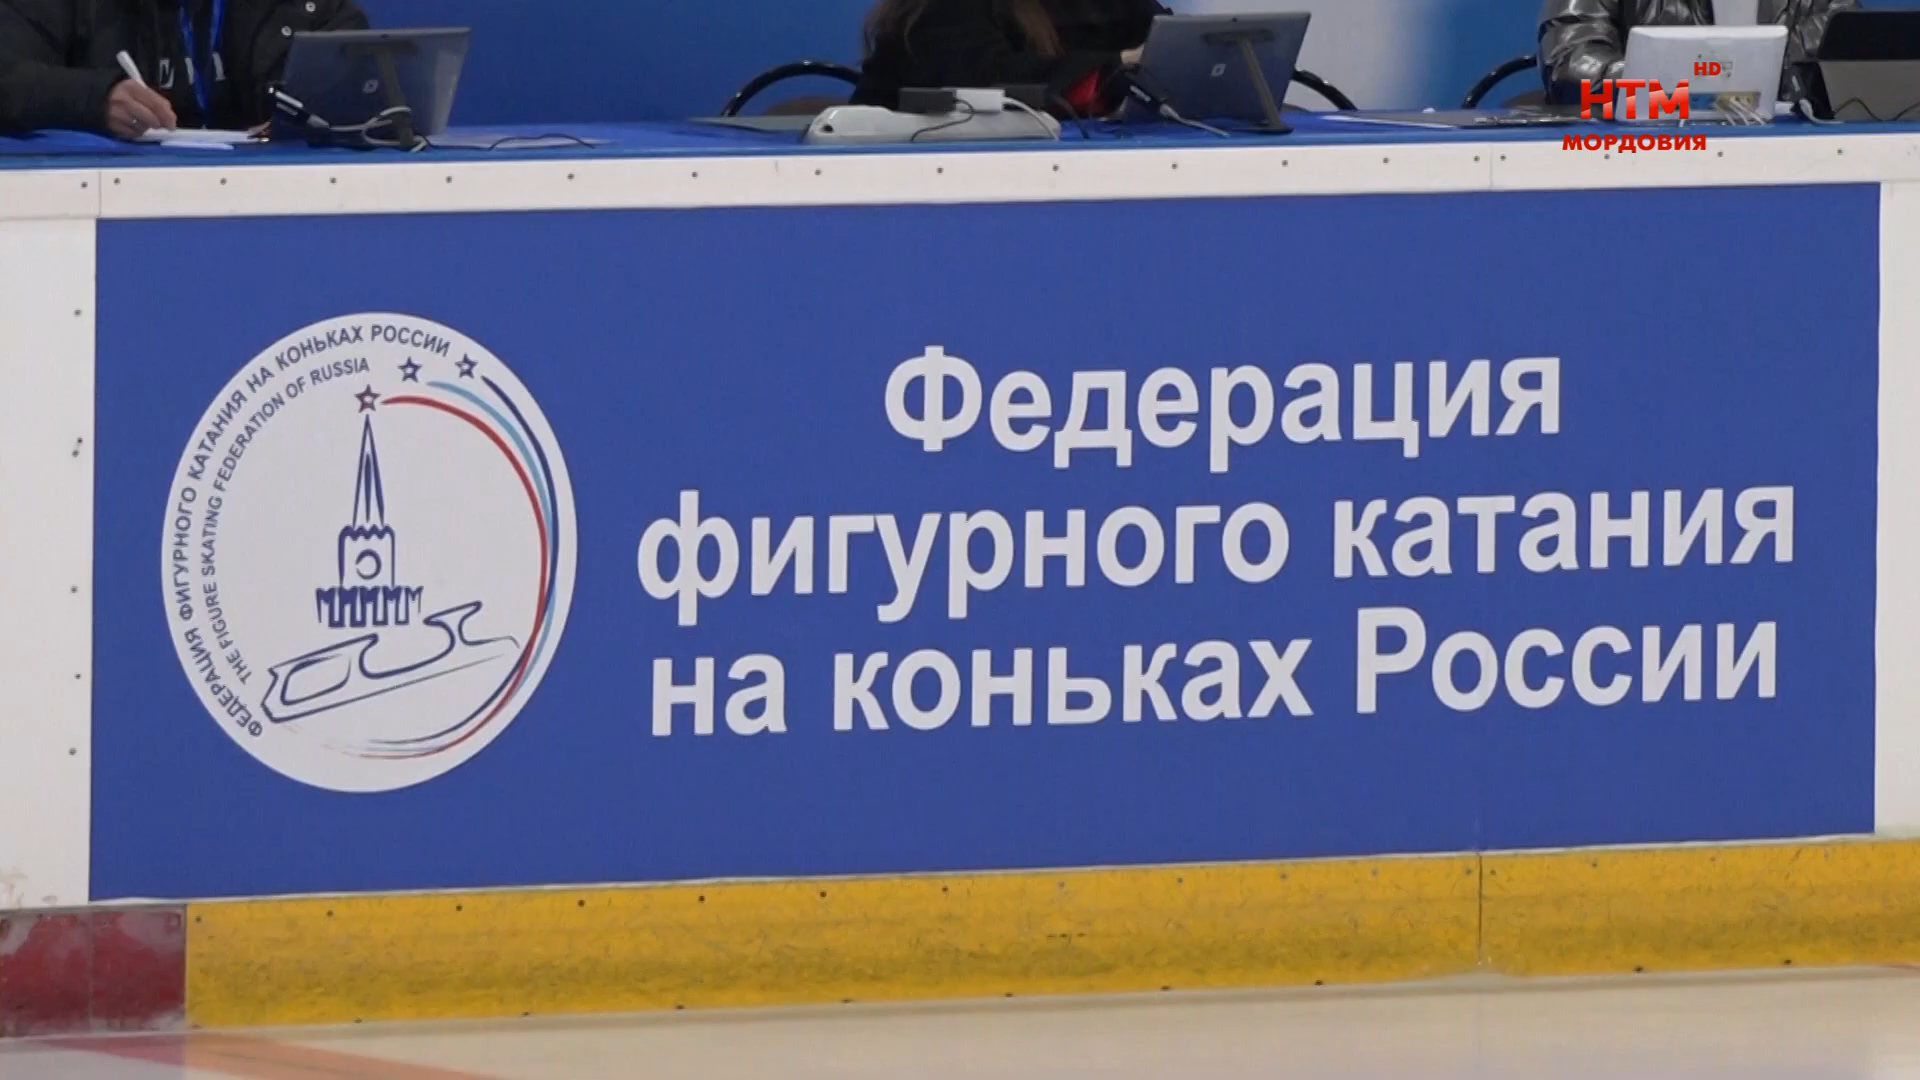 HD
НТМ
МОРДОВИЯ
ФЕДЕРАЦИЯ ФИГУРНОГО КАТАНИЯ НА КОНЬКАХ РОССИИ
THE FIGURE SKATING FEDERATION OF RUSSIA
Федерация
фигурного катания
на коньках России